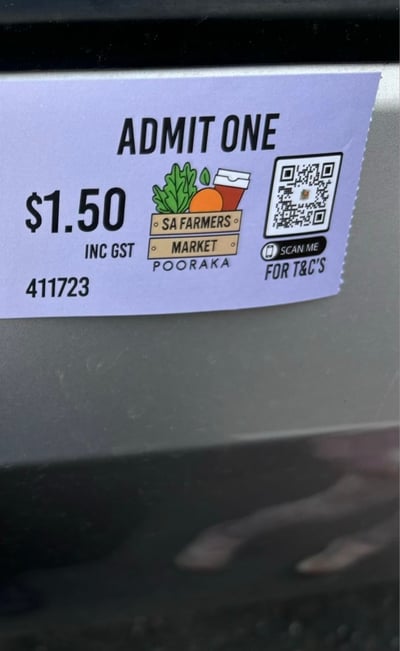 ADMIT ONE
$1.50
INC GST
411723
SA FARMERS
MARKET
POORAKA
SCAN ME
FOR T&C'S